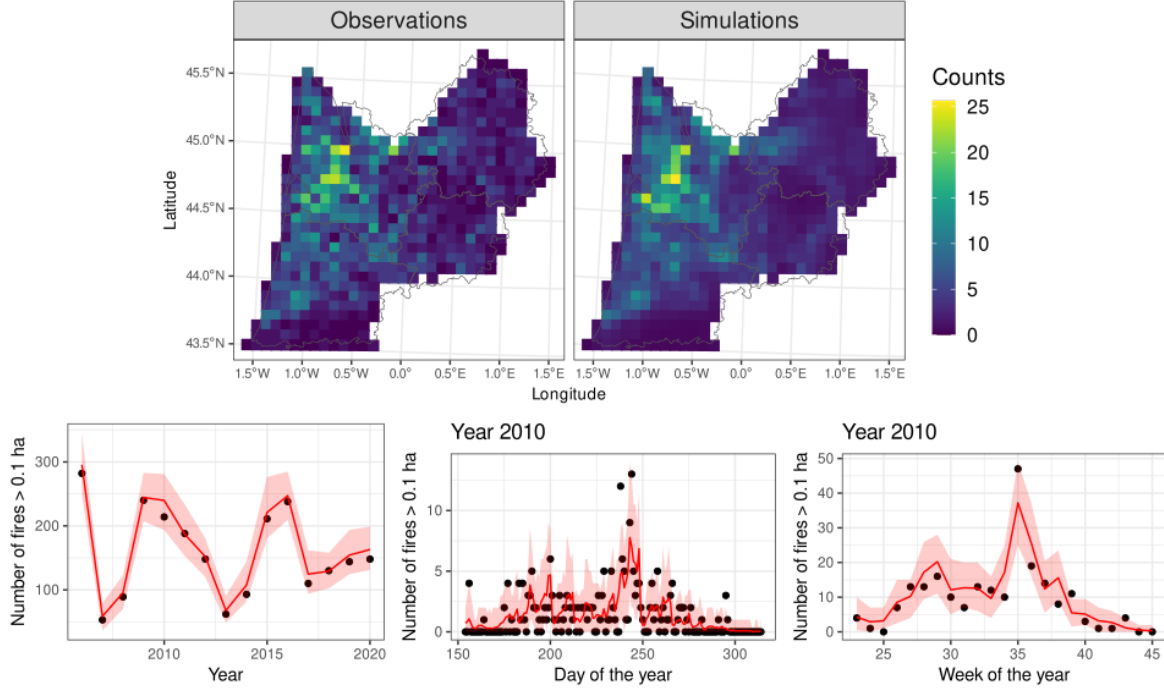 Observations
Simulations
45.5°N
45.0°N
44.5°N
44.0°N
43.5°N
Latitude
1.5°W 1.0°W 0.5°W 0.0° 0.5°E 1.0°E 1.5°E
1.5°W 1.0°W 0.5°W 0.0° 0.5°E 1.0°E 1.5°E
Longitude
Counts
25
20
15
10
5
0
Number of fires > 0.1 ha
300
200
100
2010 2015 2020
Year
Year 2010
Number of fires > 0.1 ha
10
5
0
150 200 250 300
Day of the year
Year 2010
Number of fires > 0.1 ha
50
40
30
20
10
0
25 30 35 40 45
Week of the year